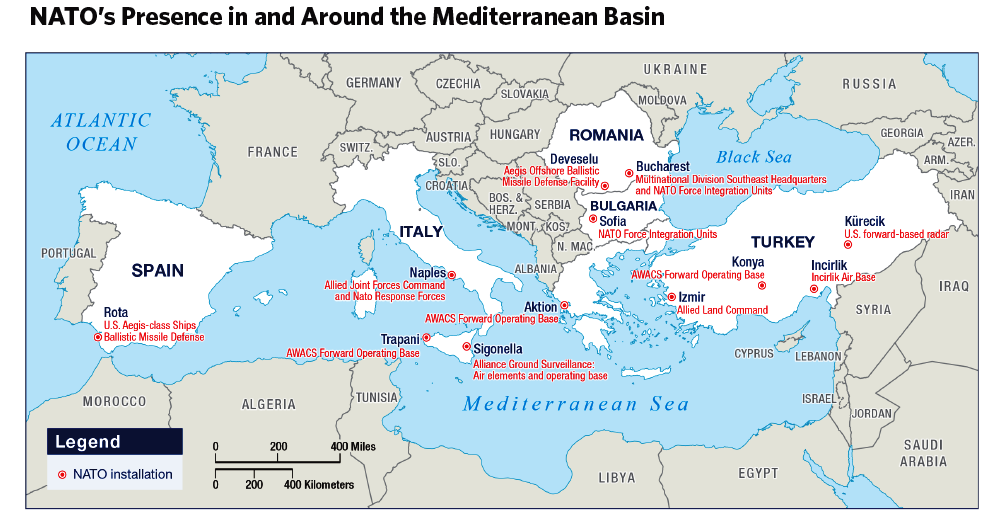 NATO's Presence in and Around the Mediterranean Basin
ATLANTIC
OCEAN
GERMANY
CZECHIA
SLOVAKIA
UKRAINE
MOLDOVA
RUSSIA
FRANCE
SWITZ.
AUSTRIA
HUNGARY
ROMANIA
Black Sea
GEORGIA
AZER.
ARM.
IRAN
SLO.
CROATIA
Deveselu
Aegis Offshore Ballistic
Missile Defense Facility
Bucharest
Multinational Division Southeast Headquarters
and NATO Force Integration Units
BOS. &
HERZ.
SERBIA
BULGARIA
Sofia
NATO Force Integration Units
MONT.
KOS.
N. MAC.
ALBANIA
ITALY
PORTUGAL
SPAIN
TURKEY
Kürecik
U.S. forward-based radar
Konya
AWACS Forward Operating Base
Incirlik
Incirlik Air Base
Izmir
Allied Land Command
Naples
Allied Joint Forces Command
and Nato Response Forces
Aktion
AWACS Forward Operating Base
Rota
U.S. Aegis-class Ships
Ballistic Missile Defense
Trapani
AWACS Forward Operating Base
Sigonella
Alliance Ground Surveillance:
Air elements and operating base
IRAQ
SYRIA
CYPRUS
LEBANON
ISRAEL
JORDAN
SAUDI
ARABIA
Mediterranean Sea
MOROCCO
ALGERIA
TUNISIA
LIBYA
EGYPT
Legend
NATO installation
0 200 400 Miles
0 200 400 Kilometers